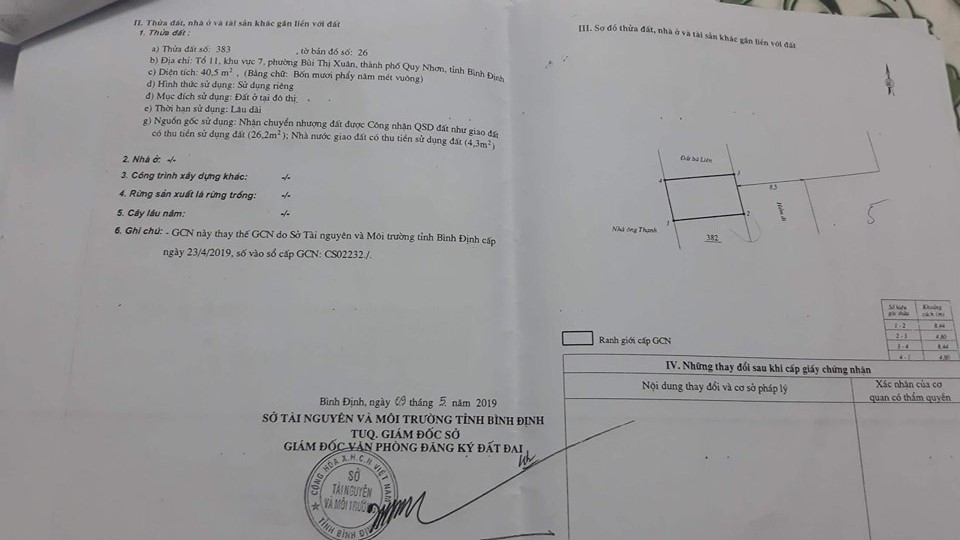 II. Thửa đất, nhà ở và tài sản khác gắn liền với đất
1. Thửa đất :
a) Thửa đất số: 383 , tờ bản đồ số: 26
b) Địa chỉ: Tổ 11, khu vực 7, phường Bùi Thị Xuân, thành phố Quy Nhơn, tỉnh Bình Định
c) Diện tích: 40,5 m² , (Bằng chữ: Bốn mươi phẩy năm mét vuông)
d) Hình thức sử dụng: Sử dụng riêng
đ) Mục đích sử dụng: Đất ở tại đô thị
e) Thời hạn sử dụng: Lâu dài
g) Nguồn gốc sử dụng: Nhận chuyển nhượng đất được Công nhận QSD đất như giao đất
có thu tiền sử dụng đất (26,2m²); Nhà nước giao đất có thu tiền sử dụng đất (4,3m²)
2. Nhà ở: -/-
3. Công trình xây dựng khác: -/-
4. Rừng sản xuất là rừng trồng: -/-
5. Cây lâu năm: -/-
6. Ghi chú: - GCN này thay thế GCN do Sở Tài nguyên và Môi trường tỉnh Bình Định cấp
ngày 23/4/2019, số vào sổ cấp GCN: CS02232./.
Bình Định, ngày 09 tháng 5 năm 2019
SỞ TÀI NGUYÊN VÀ MÔI TRƯỜNG TỈNH BÌNH ĐỊNH
TUQ. GIÁM ĐỐC SỞ
GIÁM ĐỐC VĂN PHÒNG ĐĂNG KÝ ĐẤT ĐAI
CỘNG HÒA X.H.C.N VIỆT NAM
SỞ
TÀI NGUYÊN
VÀ MÔI TRƯỜNG
TỈNH BÌNH ĐỊNH
III. Sơ đồ thửa đất, nhà ở và tài sản khác gắn liền với đất
Đất bà Liên
4
3
8.5
Hẻm đi
5
1
2
Nhà ông Thanh
382
Số hiệu góc thửa Khoảng cách (m)
1 - 2 8.44
2 - 3 4.80
3 - 4 8.44
4 - 1 4.80
Ranh giới cấp GCN
IV. Những thay đổi sau khi cấp giấy chứng nhận
Nội dung thay đổi và cơ sở pháp lý
Xác nhận của cơ
quan có thẩm quyền